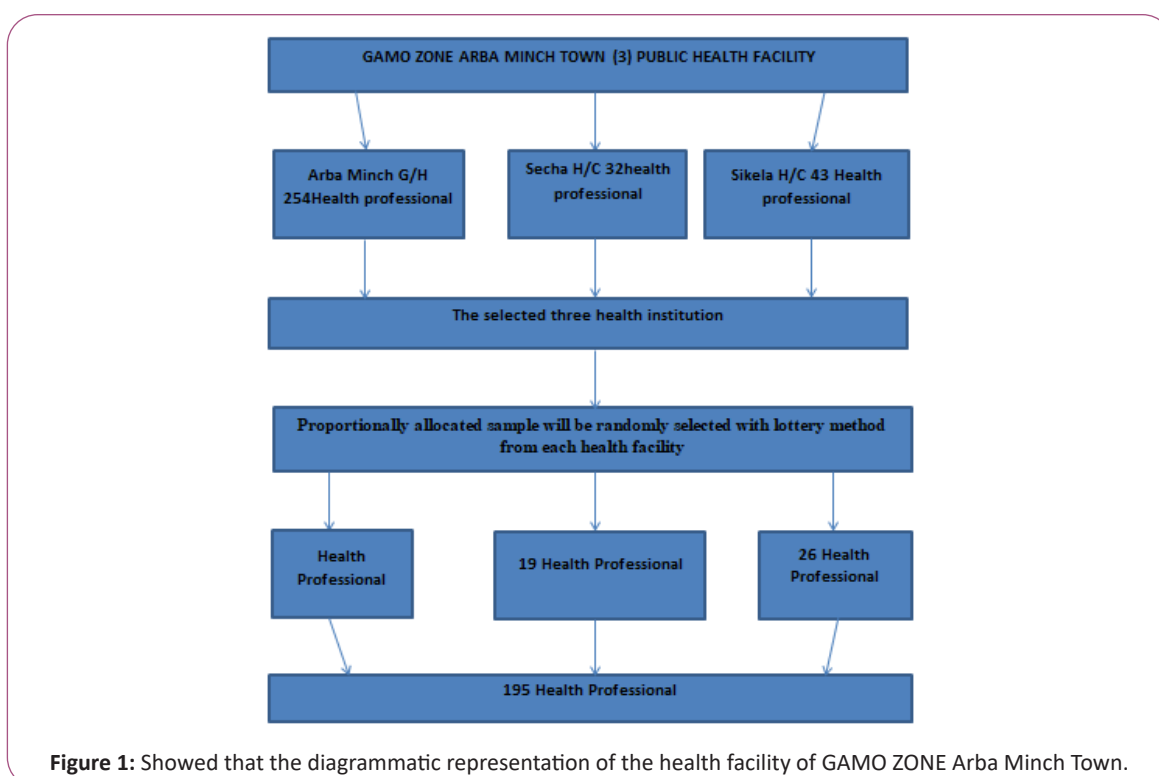 GAMO ZONE ARBA MINCH TOWN (3) PUBLIC HEALTH FACILITY
Arba Minch G/H
254Health professional
Secha H/C 32health
professional
Sikela H/C 43 Health
professional
The selected three health institution
Proportionally allocated sample will be randomly selected with lottery method
from each health facility
Health
Professional
19 Health Professional
26 Health
Professional
195 Health Professional
Figure 1: Showed that the diagrammatic representation of the health facility of GAMO ZONE Arba Minch Town.